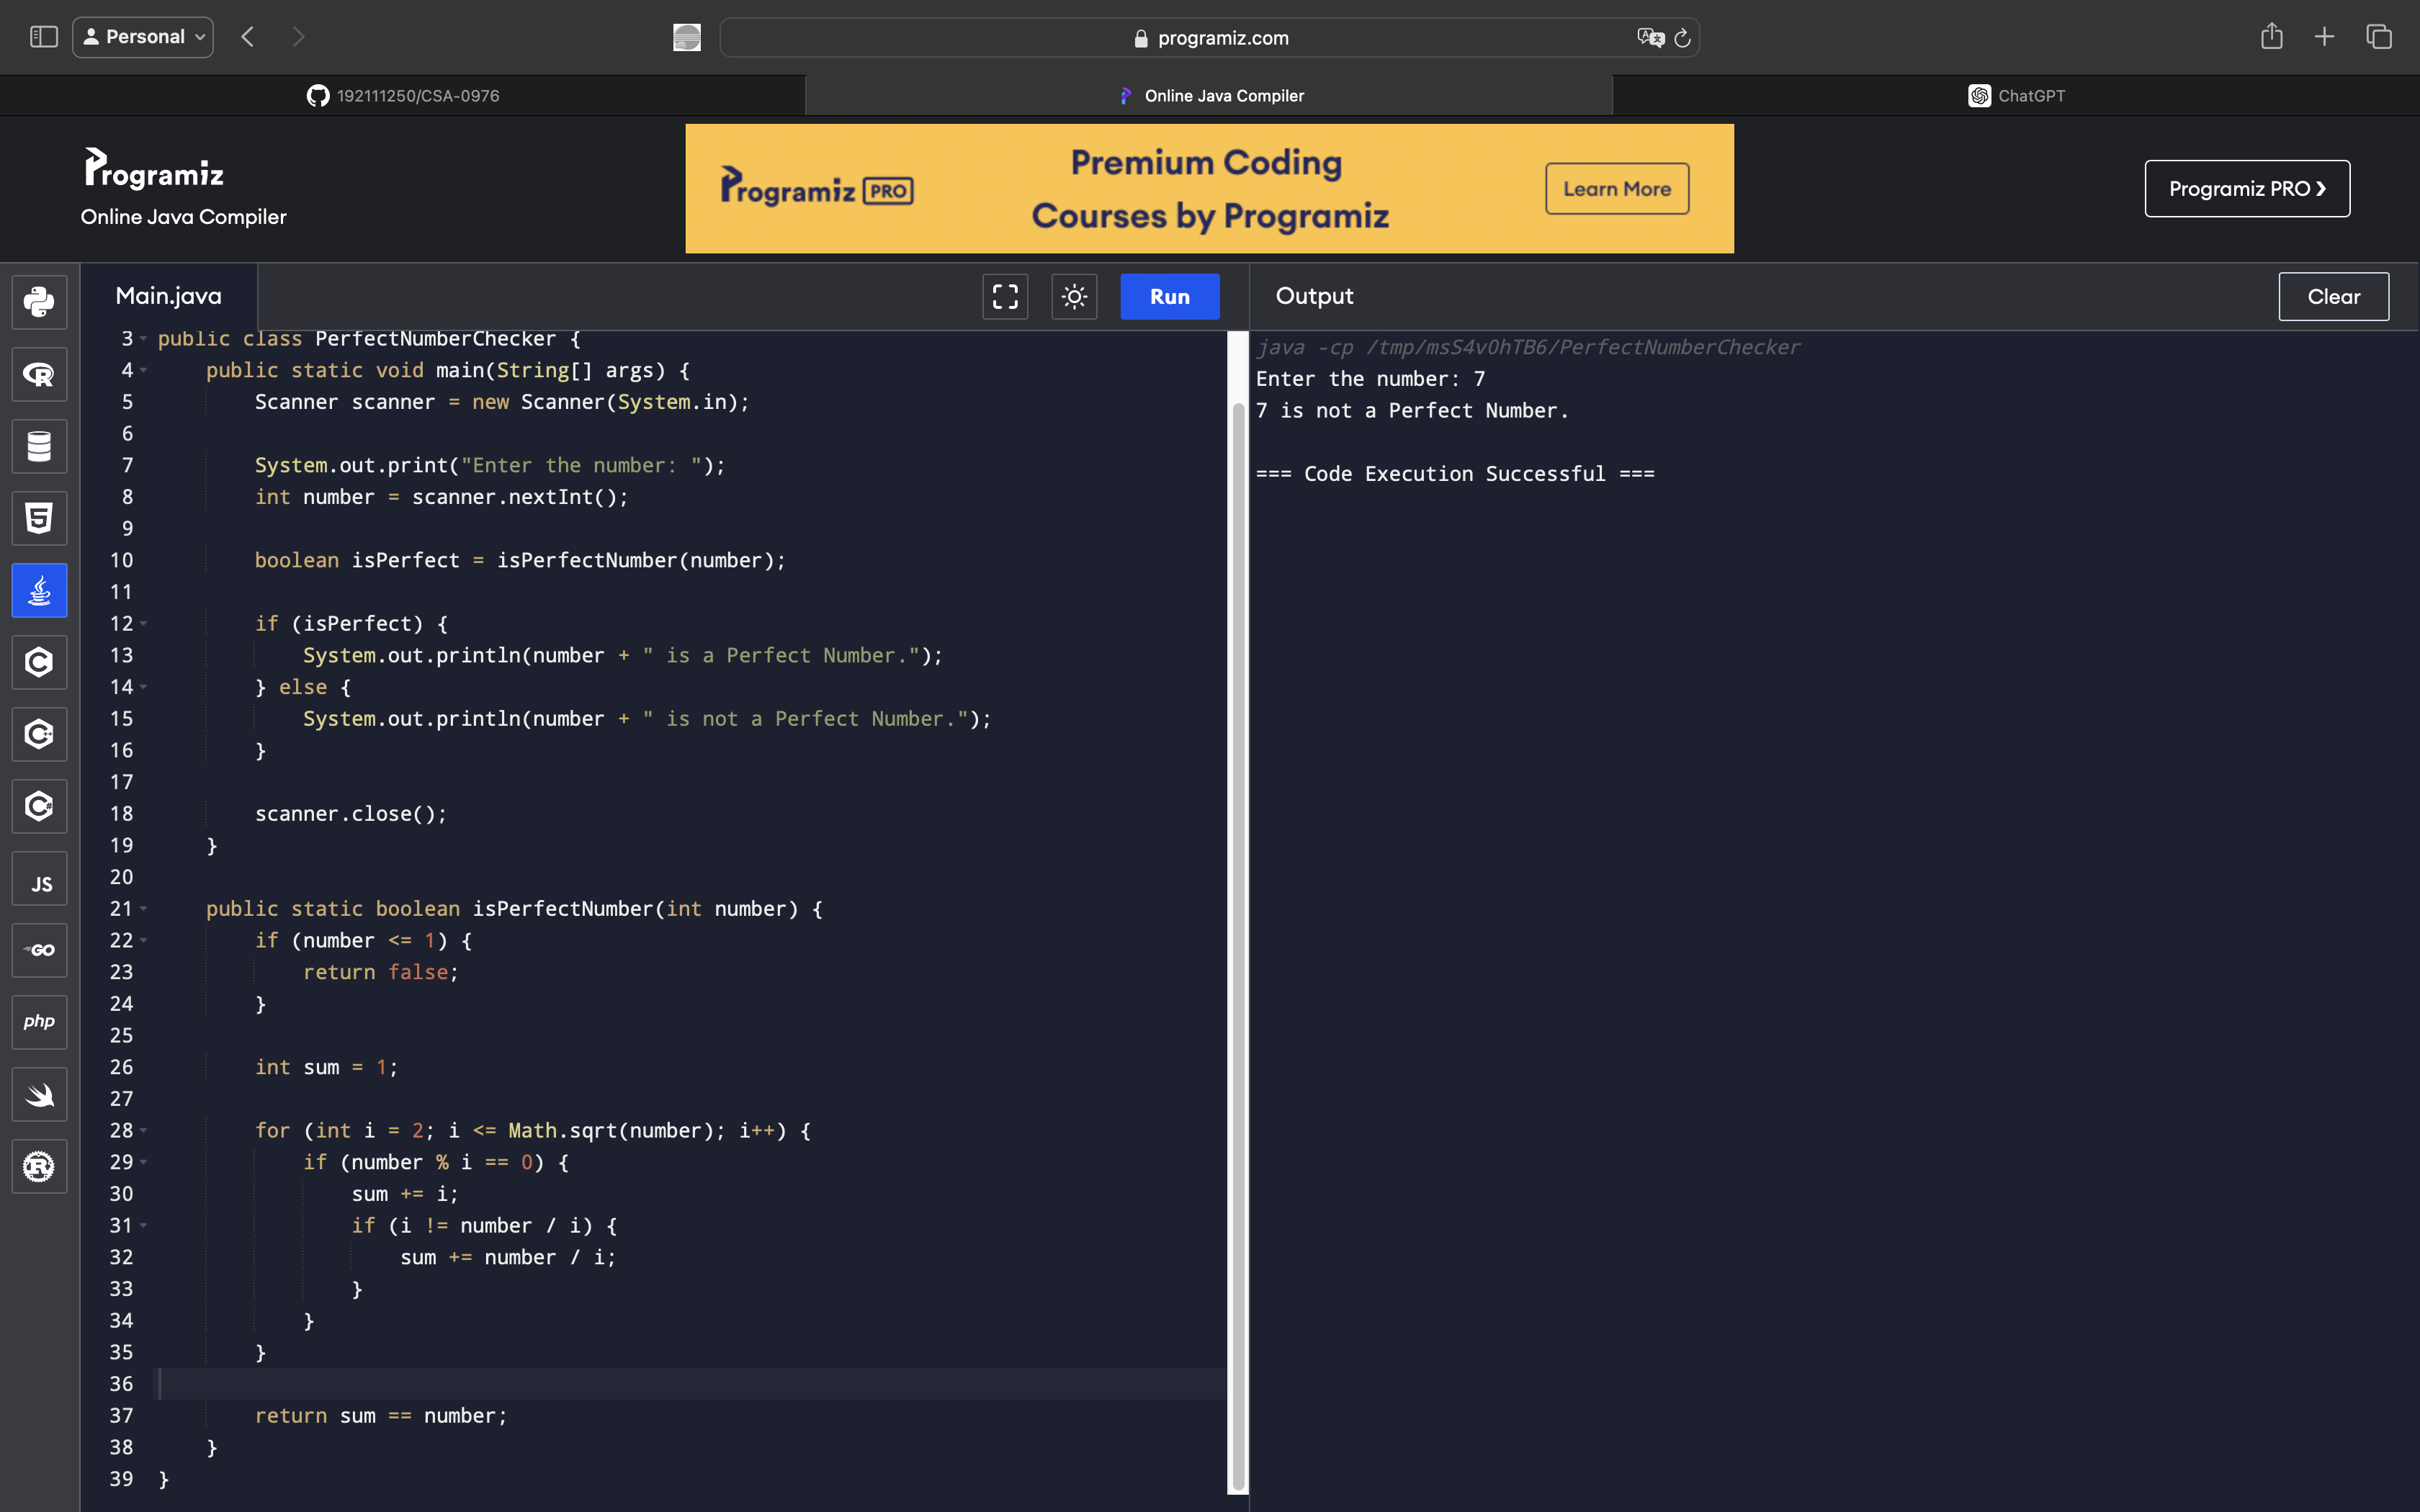 Personal
programiz.com
192111250/CSA-0976
Online Java Compiler
ChatGPT
Programiz
Online Java Compiler
Programiz PRO
Premium Coding
Courses by Programiz
Learn More
Programiz PRO ❯
Main.java
Run
Output
Clear
3 public class PerfectNumberChecker {
4     public static void main(String[] args) {
5         Scanner scanner = new Scanner(System.in);
6
7         System.out.print("Enter the number: ");
8         int number = scanner.nextInt();
9
10         boolean isPerfect = isPerfectNumber(number);
11
12         if (isPerfect) {
13             System.out.println(number + " is a Perfect Number.");
14         } else {
15             System.out.println(number + " is not a Perfect Number.");
16         }
17
18         scanner.close();
19     }
20
21     public static boolean isPerfectNumber(int number) {
22         if (number <= 1) {
23             return false;
24         }
25
26         int sum = 1;
27
28         for (int i = 2; i <= Math.sqrt(number); i++) {
29             if (number % i == 0) {
30                 sum += i;
31                 if (i != number / i) {
32                     sum += number / i;
33                 }
34             }
35         }
36
37         return sum == number;
38     }
39 }
java -cp /tmp/msS4vOhTB6/PerfectNumberChecker
Enter the number: 7
7 is not a Perfect Number.
=== Code Execution Successful ===
R
5
C
C++
C#
JS
GO
php
R